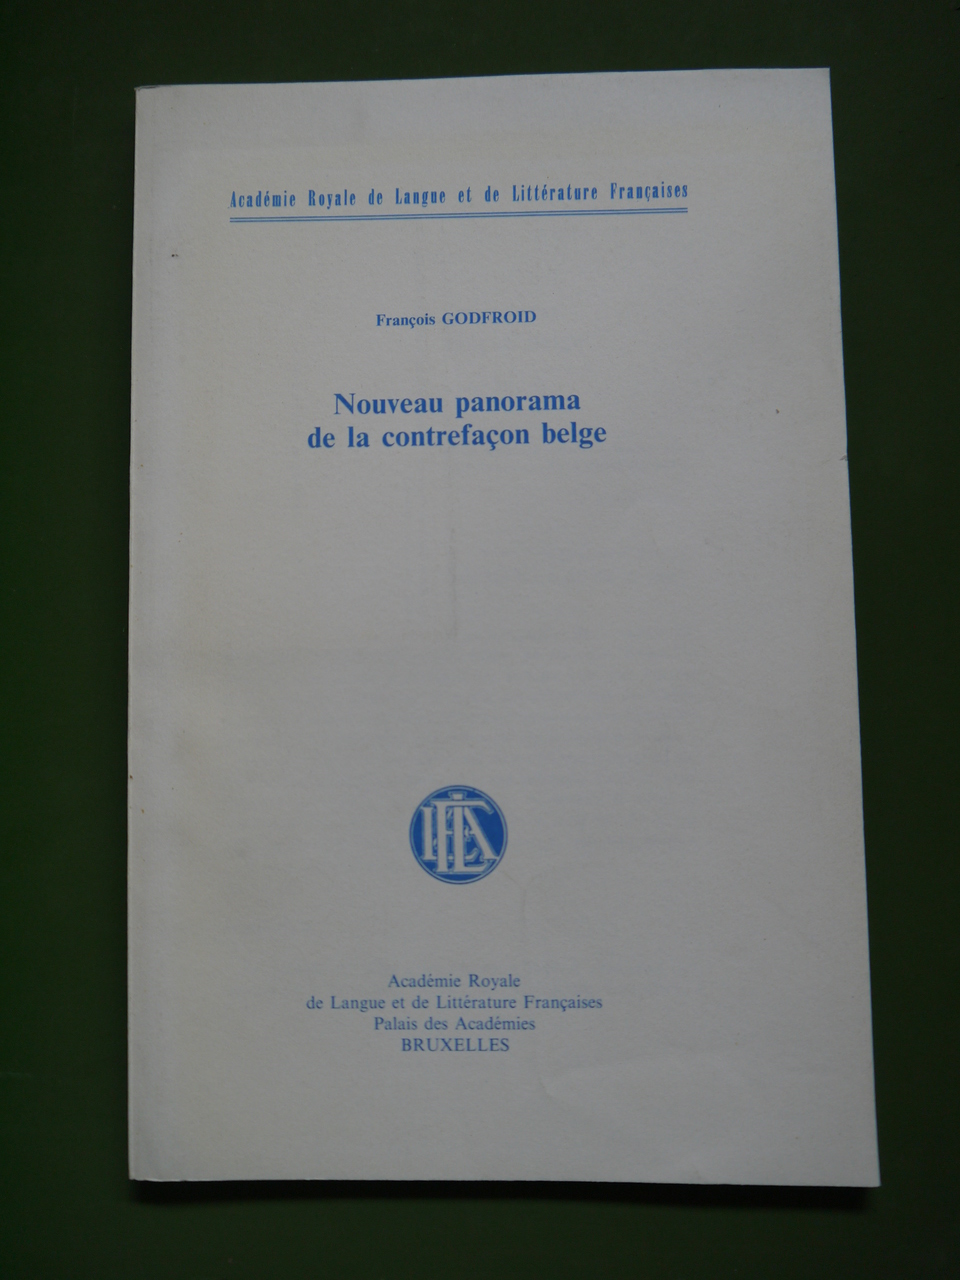 Académie Royale de Langue et de Littérature Françaises
François GODFROID
Nouveau panorama
de la contrefaçon belge
Académie Royale
de Langue et de Littérature Françaises
Palais des Académies
BRUXELLES